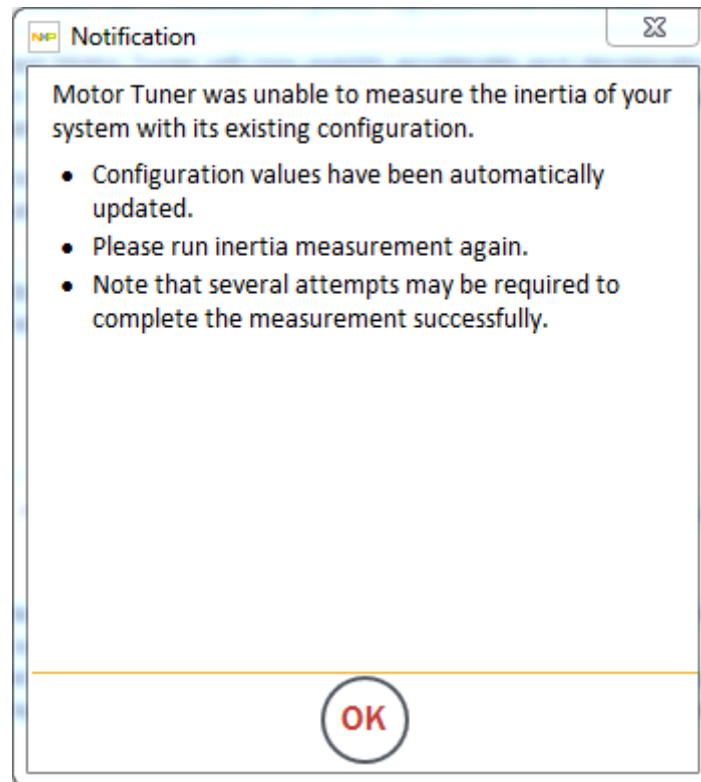 NXP Notification
Motor Tuner was unable to measure the inertia of your
system with its existing configuration.
• Configuration values have been automatically
updated.
• Please run inertia measurement again.
• Note that several attempts may be required to
complete the measurement successfully.
OK